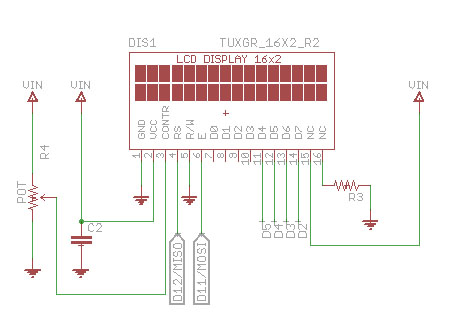 DIS1 TUXGR_16X2_R2
LCD DISPLAY 16x2
VIN VIN VIN
GND VCC CONTR RS R/W E D0 D1 D2 D3 D4 D5 D6 D7 NC NC
1 2 3 4 5 6 7 8 9 10 11 12 13 14 15 16
R4
POT
R3
C2
D5 D4 D3 D2
D12/MISO D11/MOSI